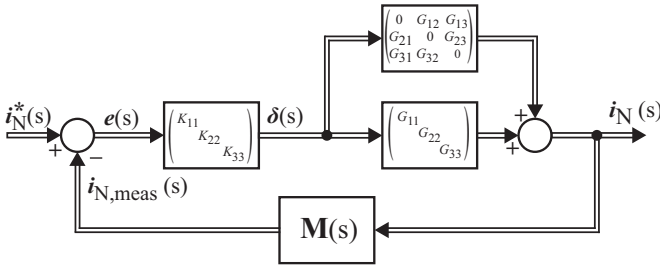 0 G12 G13
G21 0 G23
G31 G32 0
i*N(s)
e(s)
K11
K22
K33
δ(s)
G11
G22
G33
iN (s)
+
−
+
+
iN,meas (s)
M(s)